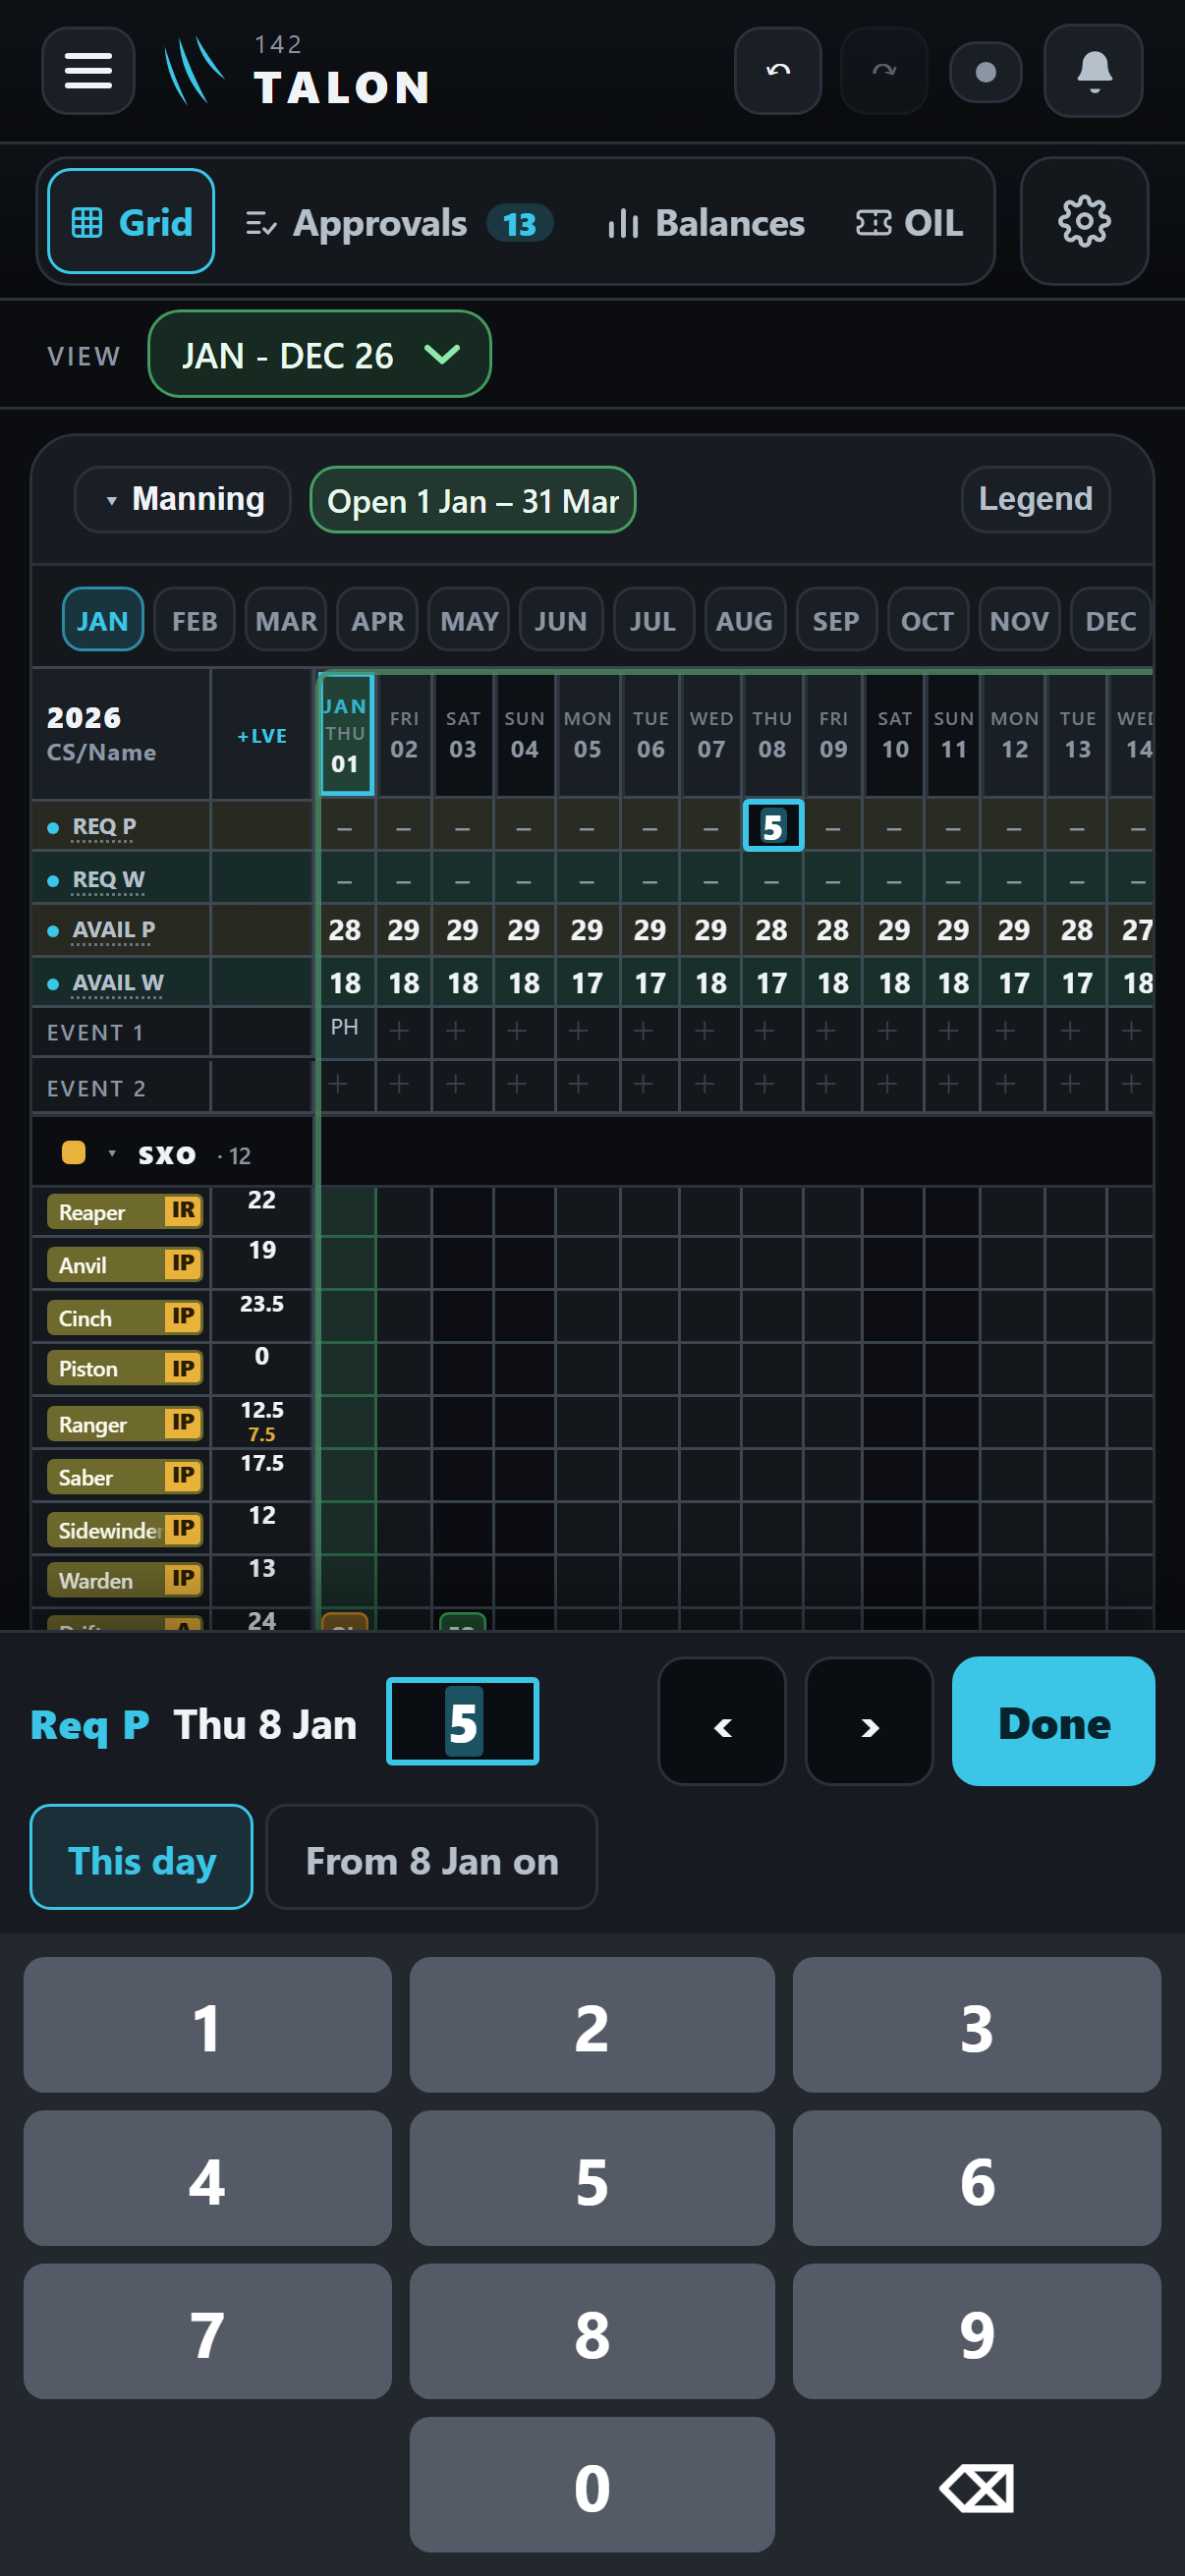 142
TALON
Grid Approvals 13 Balances OIL
VIEW JAN - DEC 26
Manning Open 1 Jan – 31 Mar Legend
JAN FEB MAR APR MAY JUN JUL AUG SEP OCT NOV DEC
2026 CS/Name +LVE JAN THU 01 FRI 02 SAT 03 SUN 04 MON 05 TUE 06 WED 07 THU 08 FRI 09 SAT 10 SUN 11 MON 12 TUE 13 WED 14
REQ P – – – – – – – 5 – – – – – –
REQ W – – – – – – – – – – – – – –
AVAIL P 28 29 29 29 29 29 29 28 28 29 29 29 28 27
AVAIL W 18 18 18 18 17 17 18 17 18 18 18 17 17 18
EVENT 1 PH + + + + + + + + + + + + +
EVENT 2 + + + + + + + + + + + + + +
SXO · 12
Reaper IR 22
Anvil IP 19
Cinch IP 23.5
Piston IP 0
Ranger IP 12.5
7.5
Saber IP 17.5
Sidewinder IP 12
Warden IP 13
24
Req P Thu 8 Jan 5 ‹ › Done
This day From 8 Jan on
1 2 3
4 5 6
7 8 9
0